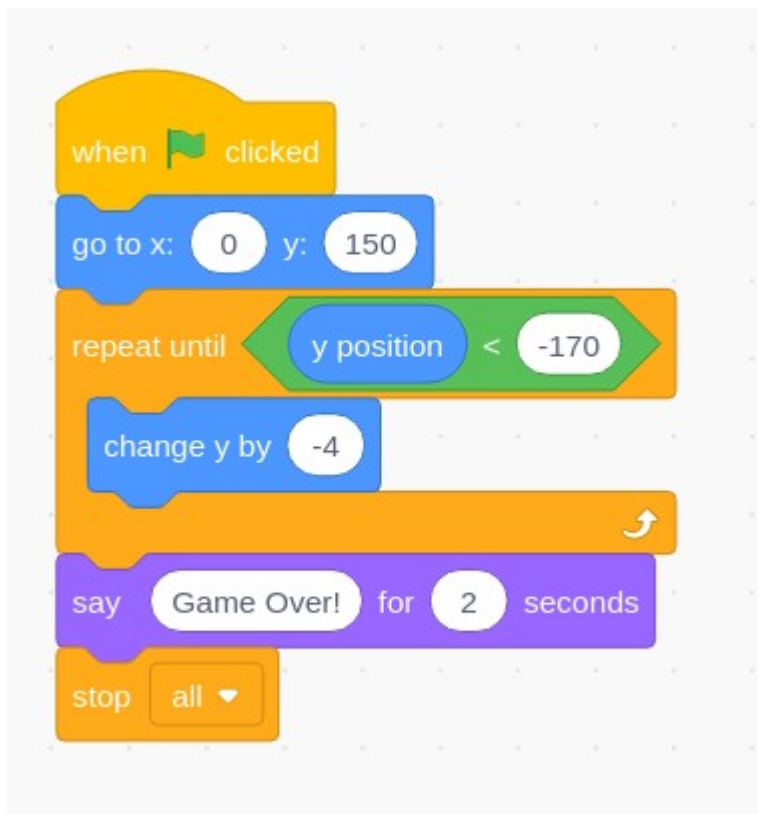 when clicked
go to x: 0 y: 150
repeat until y position < -170
change y by -4
say Game Over! for 2 seconds
stop all